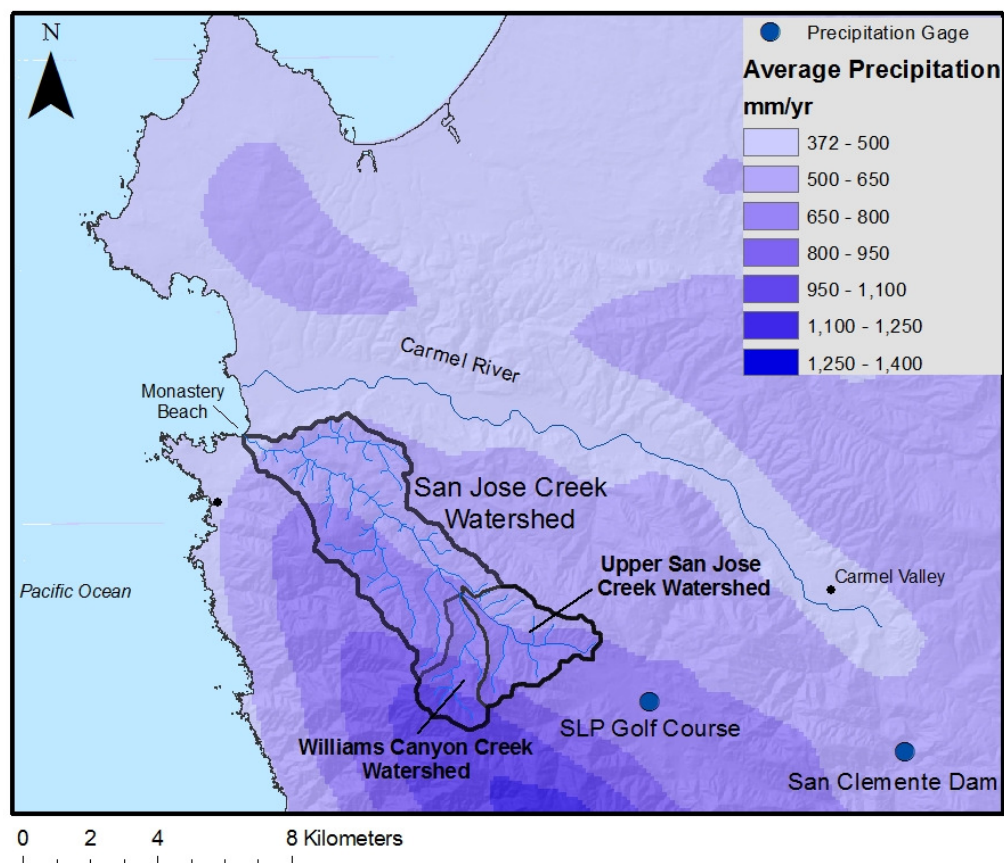 N
Precipitation Gage
Average Precipitation
mm/yr
372 - 500
500 - 650
650 - 800
800 - 950
950 - 1,100
1,100 - 1,250
1,250 - 1,400
Carmel River
Monastery
Beach
San Jose Creek
Watershed
Upper San Jose
Creek Watershed
Carmel Valley
Pacific Ocean
SLP Golf Course
Williams Canyon Creek
Watershed
San Clemente Dam
0 2 4 8 Kilometers